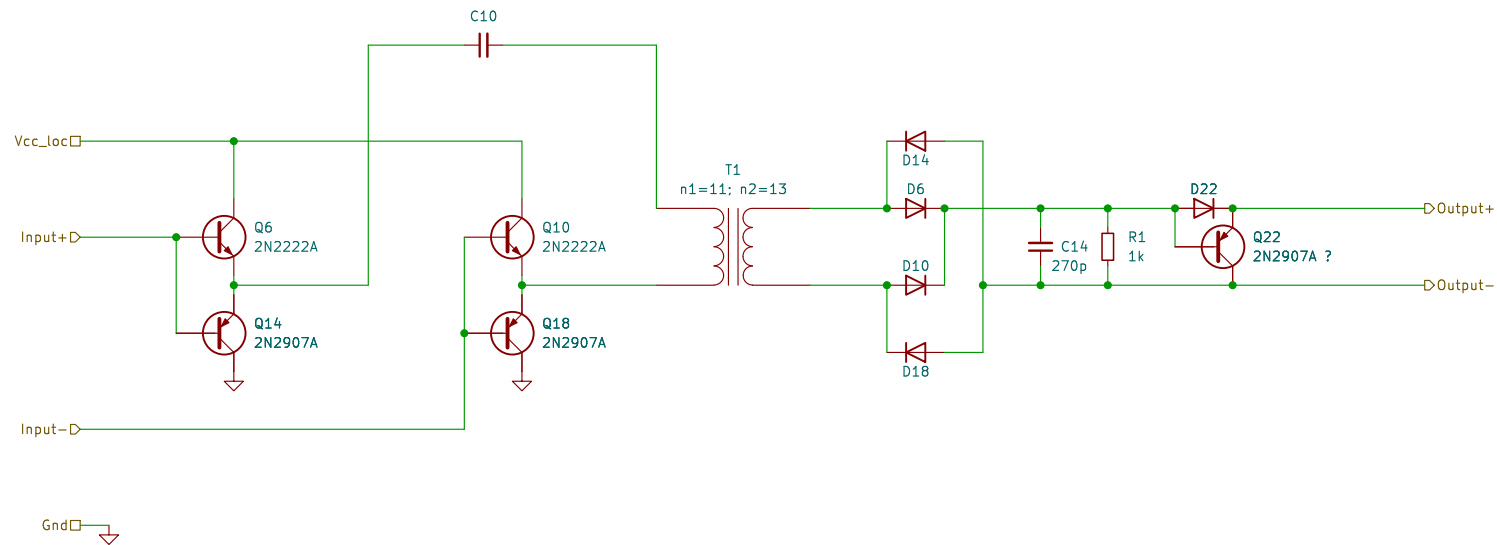 C10
Vcc_loc
D14
T1
n1=11; n2=13
D6
D22
Output+
Input+
Q6
2N2222A
Q10
2N2222A
C14
270p
R1
1k
Q22
2N2907A ?
D10
Output-
Q14
2N2907A
Q18
2N2907A
D18
Input-
Gnd